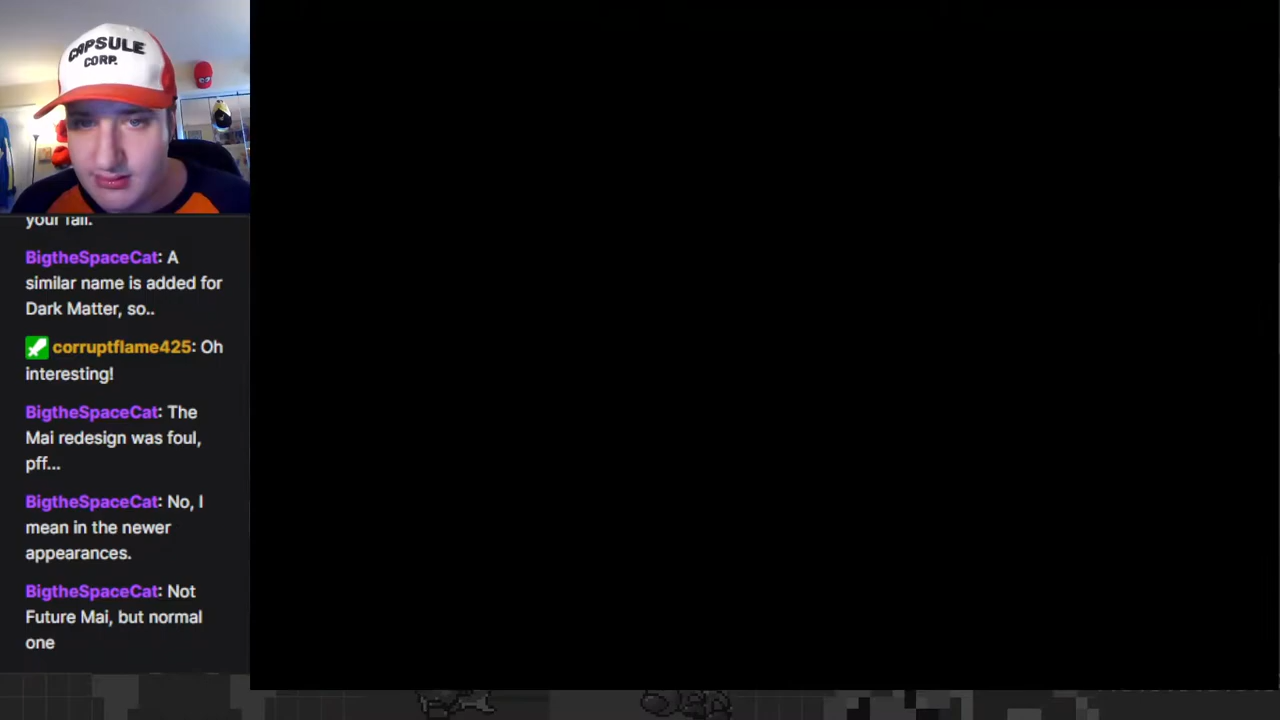 CAPSULE
CORP.
your fall.
BigtheSpaceCat: A
similar name is added for
Dark Matter, so..
corruptflame425: Oh
interesting!
BigtheSpaceCat: The
Mai redesign was foul,
pff...
BigtheSpaceCat: No, I
mean in the newer
appearances.
BigtheSpaceCat: Not
Future Mai, but normal
one